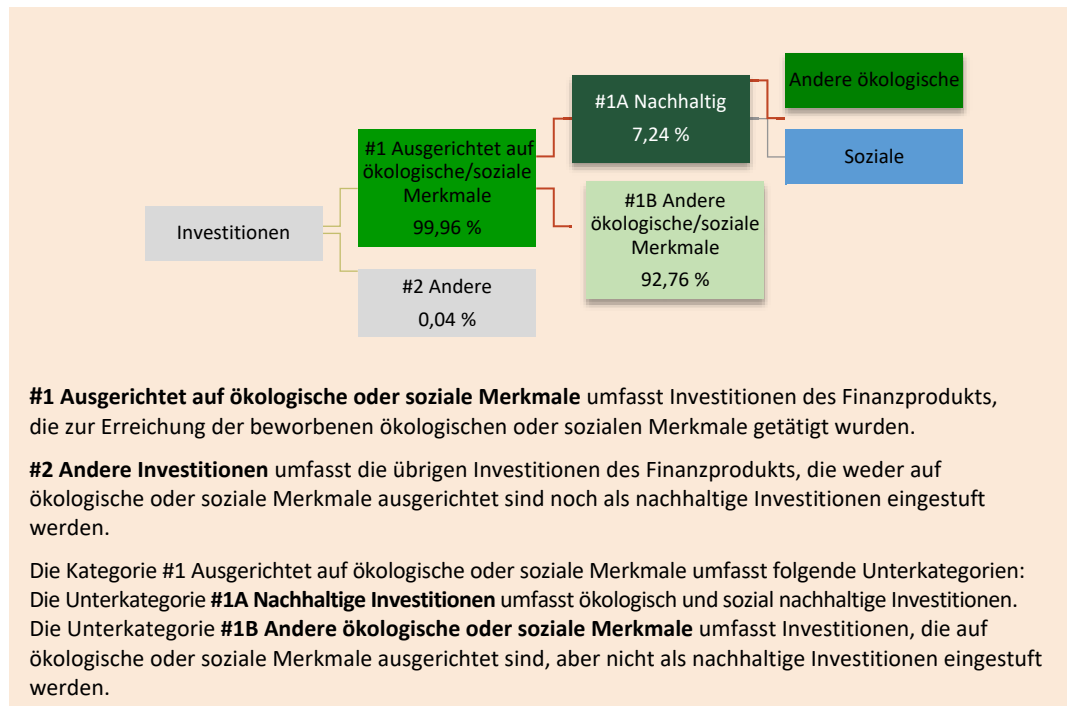 Investitionen
#1 Ausgerichtet auf
ökologische/soziale
Merkmale
99,96 %
#2 Andere
0,04 %
#1A Nachhaltig
7,24 %
#1B Andere
ökologische/soziale
Merkmale
92,76 %
Andere ökologische
Soziale
#1 Ausgerichtet auf ökologische oder soziale Merkmale umfasst Investitionen des Finanzprodukts,
die zur Erreichung der beworbenen ökologischen oder sozialen Merkmale getätigt wurden.
#2 Andere Investitionen umfasst die übrigen Investitionen des Finanzprodukts, die weder auf
ökologische oder soziale Merkmale ausgerichtet sind noch als nachhaltige Investitionen eingestuft
werden.
Die Kategorie #1 Ausgerichtet auf ökologische oder soziale Merkmale umfasst folgende Unterkategorien:
Die Unterkategorie #1A Nachhaltige Investitionen umfasst ökologisch und sozial nachhaltige Investitionen.
Die Unterkategorie #1B Andere ökologische oder soziale Merkmale umfasst Investitionen, die auf
ökologische oder soziale Merkmale ausgerichtet sind, aber nicht als nachhaltige Investitionen eingestuft
werden.